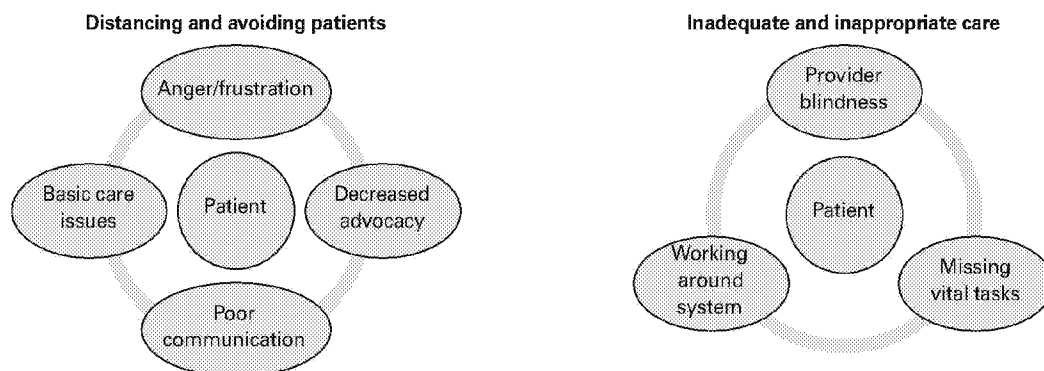 Distancing and avoiding patients
Anger/frustration
Basic care
issues
Patient
Decreased
advocacy
Poor
communication
Inadequate and inappropriate care
Provider
blindness
Patient
Working
around
system
Missing
vital tasks